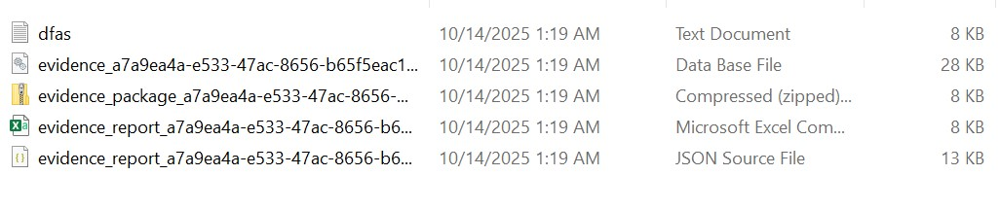 dfas 10/14/2025 1:19 AM Text Document 8 KB
evidence_a7a9ea4a-e533-47ac-8656-b65f5eac1... 10/14/2025 1:19 AM Data Base File 28 KB
evidence_package_a7a9ea4a-e533-47ac-8656-... 10/14/2025 1:19 AM Compressed (zipped)... 8 KB
evidence_report_a7a9ea4a-e533-47ac-8656-b6... 10/14/2025 1:19 AM Microsoft Excel Com... 8 KB
evidence_report_a7a9ea4a-e533-47ac-8656-b6... 10/14/2025 1:19 AM JSON Source File 13 KB